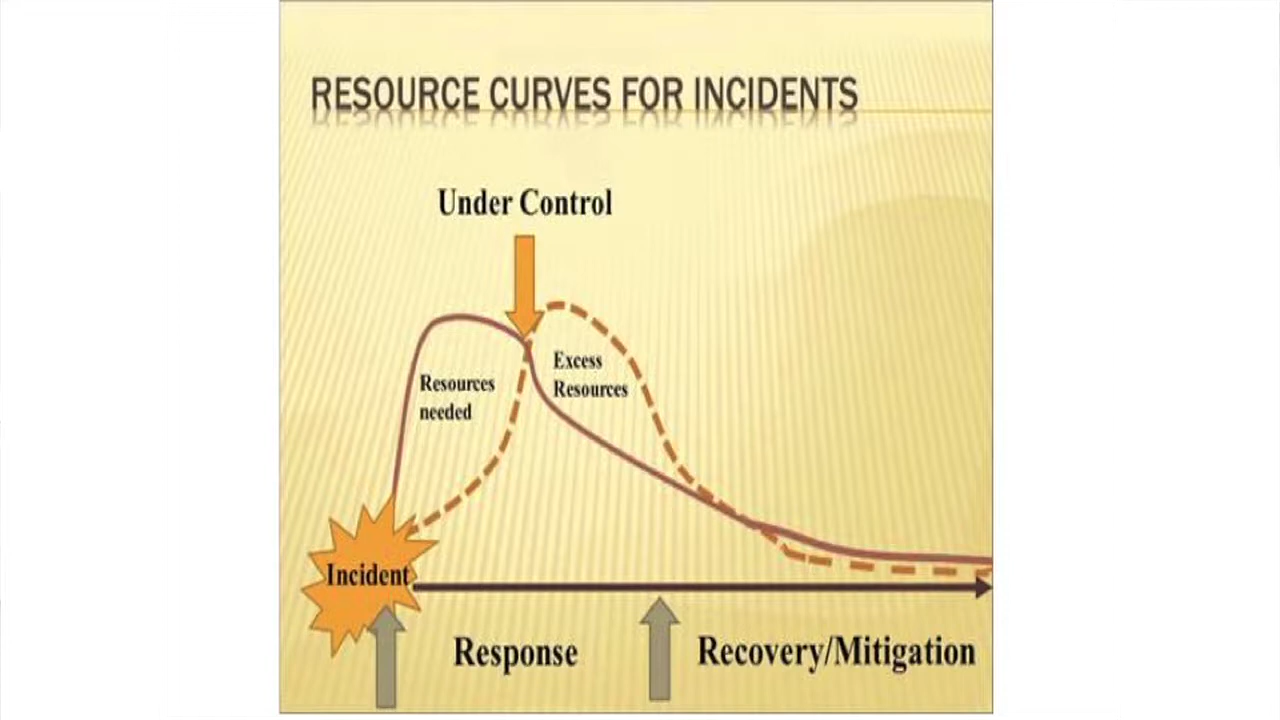 RESOURCE CURVES FOR INCIDENTS
Under Control
Excess
Resources
Resources
needed
Incident
Response
Recovery/Mitigation